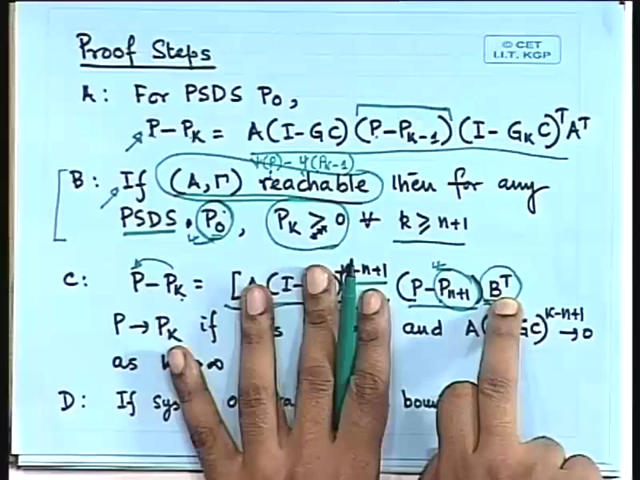 Proof Steps
© CET
I.I.T. KGP
A: For PSDS P₀,
P-Pₖ = A(I-GC)(P-Pₖ₋₁)(I-GₖC)ᵀAᵀ
Ψ(P)-Ψ(Pₖ₋₁)
B: If (A,Γ) reachable then for any
PSDS P₀, Pₖ ≥ 0 ∀ k ≥ n+1
C: P-Pₖ = [A(I- -n+1 (P-Pₙ₊₁) Bᵀ
P → Pₖ if and A( GC)ᴷ⁻ⁿ⁺¹ → 0
as ∞
D: If sys